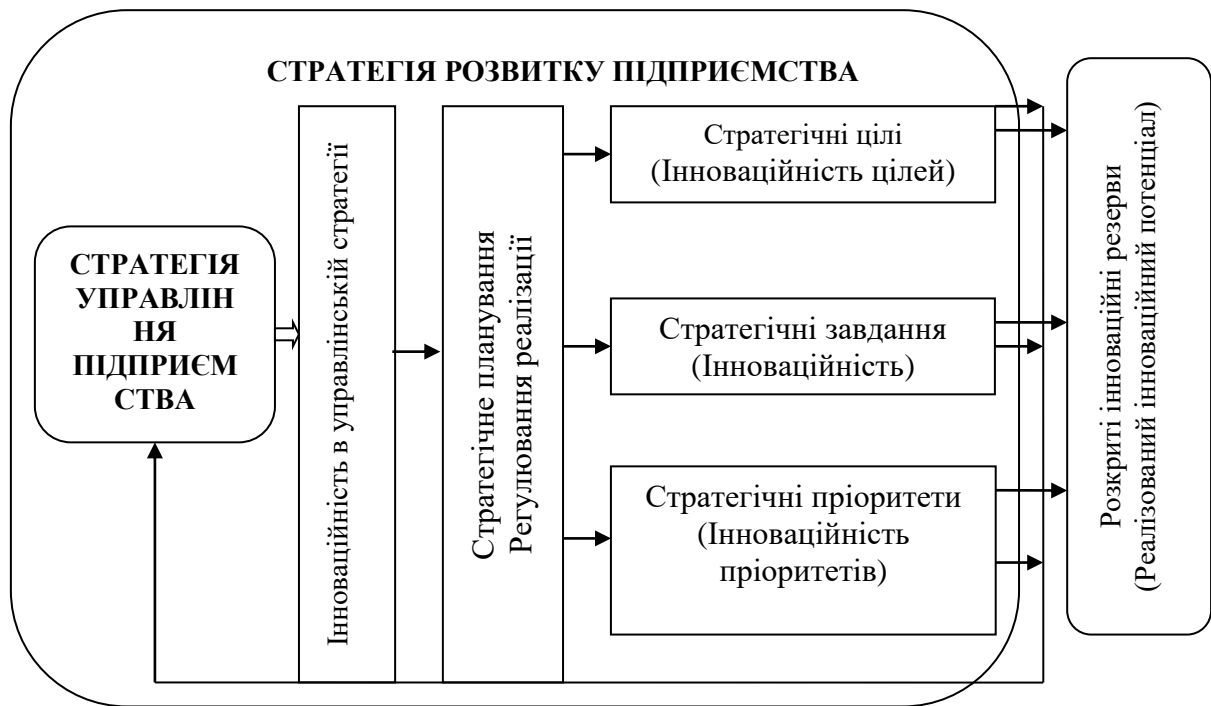 СТРАТЕГІЯ РОЗВИТКУ ПІДПРИЄМСТВА
СТРАТЕГІЯ
УПРАВЛІН
НЯ
ПІДПРИЄМ
СТВА
Інноваційність в управлінській стратегії
Стратегічне планування
Регулювання реалізації
Стратегічні цілі
(Інноваційність цілей)
Стратегічні завдання
(Інноваційність)
Стратегічні пріоритети
(Інноваційність
пріоритетів)
Розкриті інноваційні резерви
(Реалізований інноваційний потенціал)